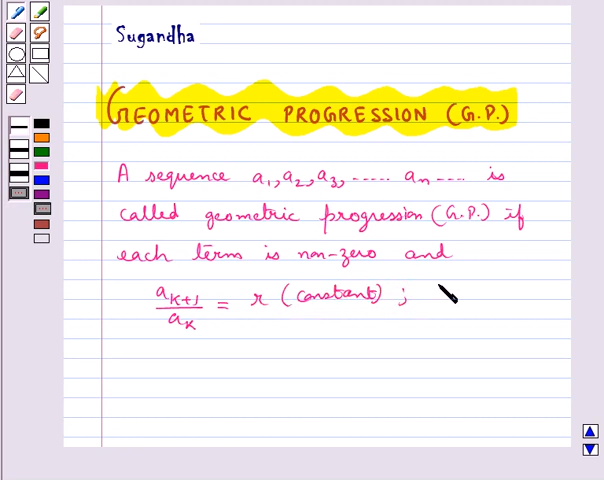 Sugandha
GEOMETRIC PROGRESSION (G.P.)
A sequence a₁, a₂, a₃, ..... aₙ .... is
called geometric progression (G.P.) if
each term is non-zero and
aₖ₊₁/aₖ = r (constant) ;